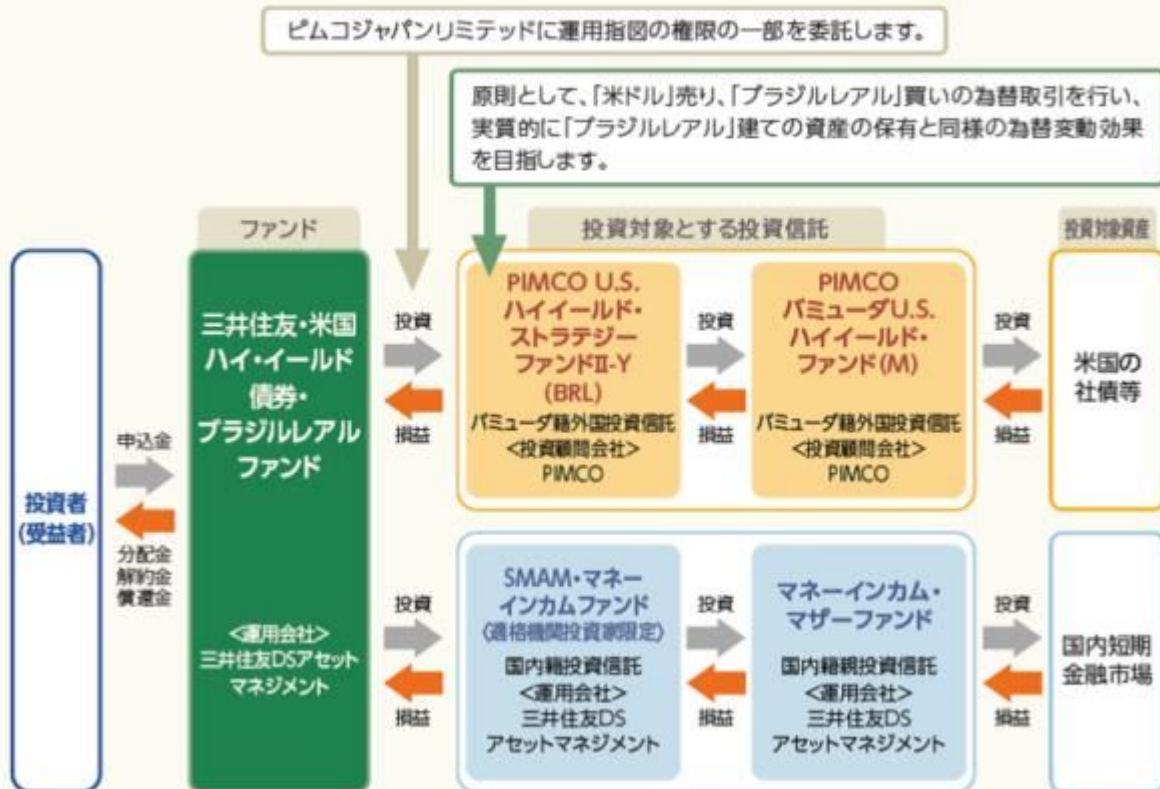 ピムコジャパンリミテッドに運用指図の権限の一部を委託します。
原則として、「米ドル」売り、「ブラジルレアル」買いの為替取引を行い、
実質的に「ブラジルレアル」建ての資産の保有と同様の為替変動効果
を目指します。
ファンド
投資対象とする投資信託
投資対象資産
投資者
(受益者)
申込金
分配金
解約金
償還金
三井住友・米国
ハイ・イールド
債券・
ブラジルレアル
ファンド
<運用会社>
三井住友DSアセット
マネジメント
投資
損益
PIMCO U.S.
ハイイールド・
ストラテジー
ファンドⅡ-Y
(BRL)
バミューダ籍外国投資信託
<投資顧問会社>
PIMCO
投資
損益
PIMCO
バミューダU.S.
ハイイールド・
ファンド(M)
バミューダ籍外国投資信託
<投資顧問会社>
PIMCO
投資
損益
米国の
社債等
投資
損益
SMAM・マネー
インカムファンド
〈適格機関投資家限定〉
国内籍投資信託
<運用会社>
三井住友DS
アセットマネジメント
投資
損益
マネーインカム・
マザーファンド
国内籍親投資信託
<運用会社>
三井住友DS
アセットマネジメント
投資
損益
国内短期
金融市場